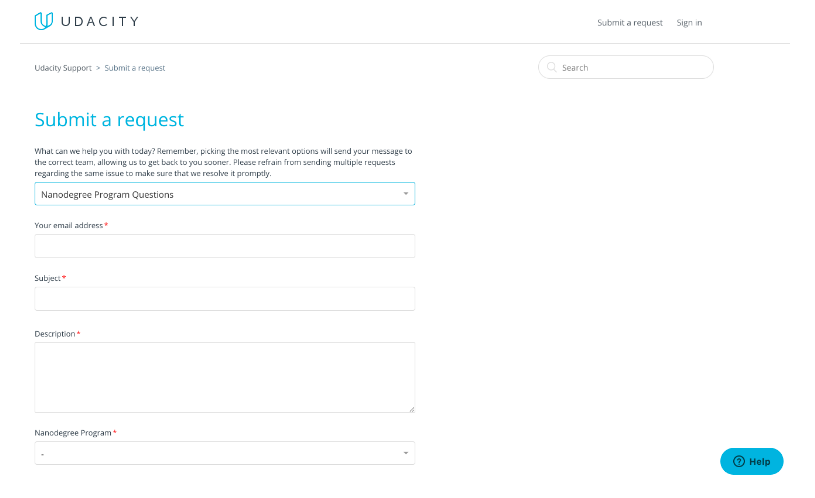 UDACITY
Submit a request Sign in
Udacity Support > Submit a request
Search
Submit a request
What can we help you with today? Remember, picking the most relevant options will send your message to
the correct team, allowing us to get back to you sooner. Please refrain from sending multiple requests
regarding the same issue to make sure that we resolve it promptly.
Nanodegree Program Questions
Your email address *
Subject *
Description *
Nanodegree Program *
-
Help